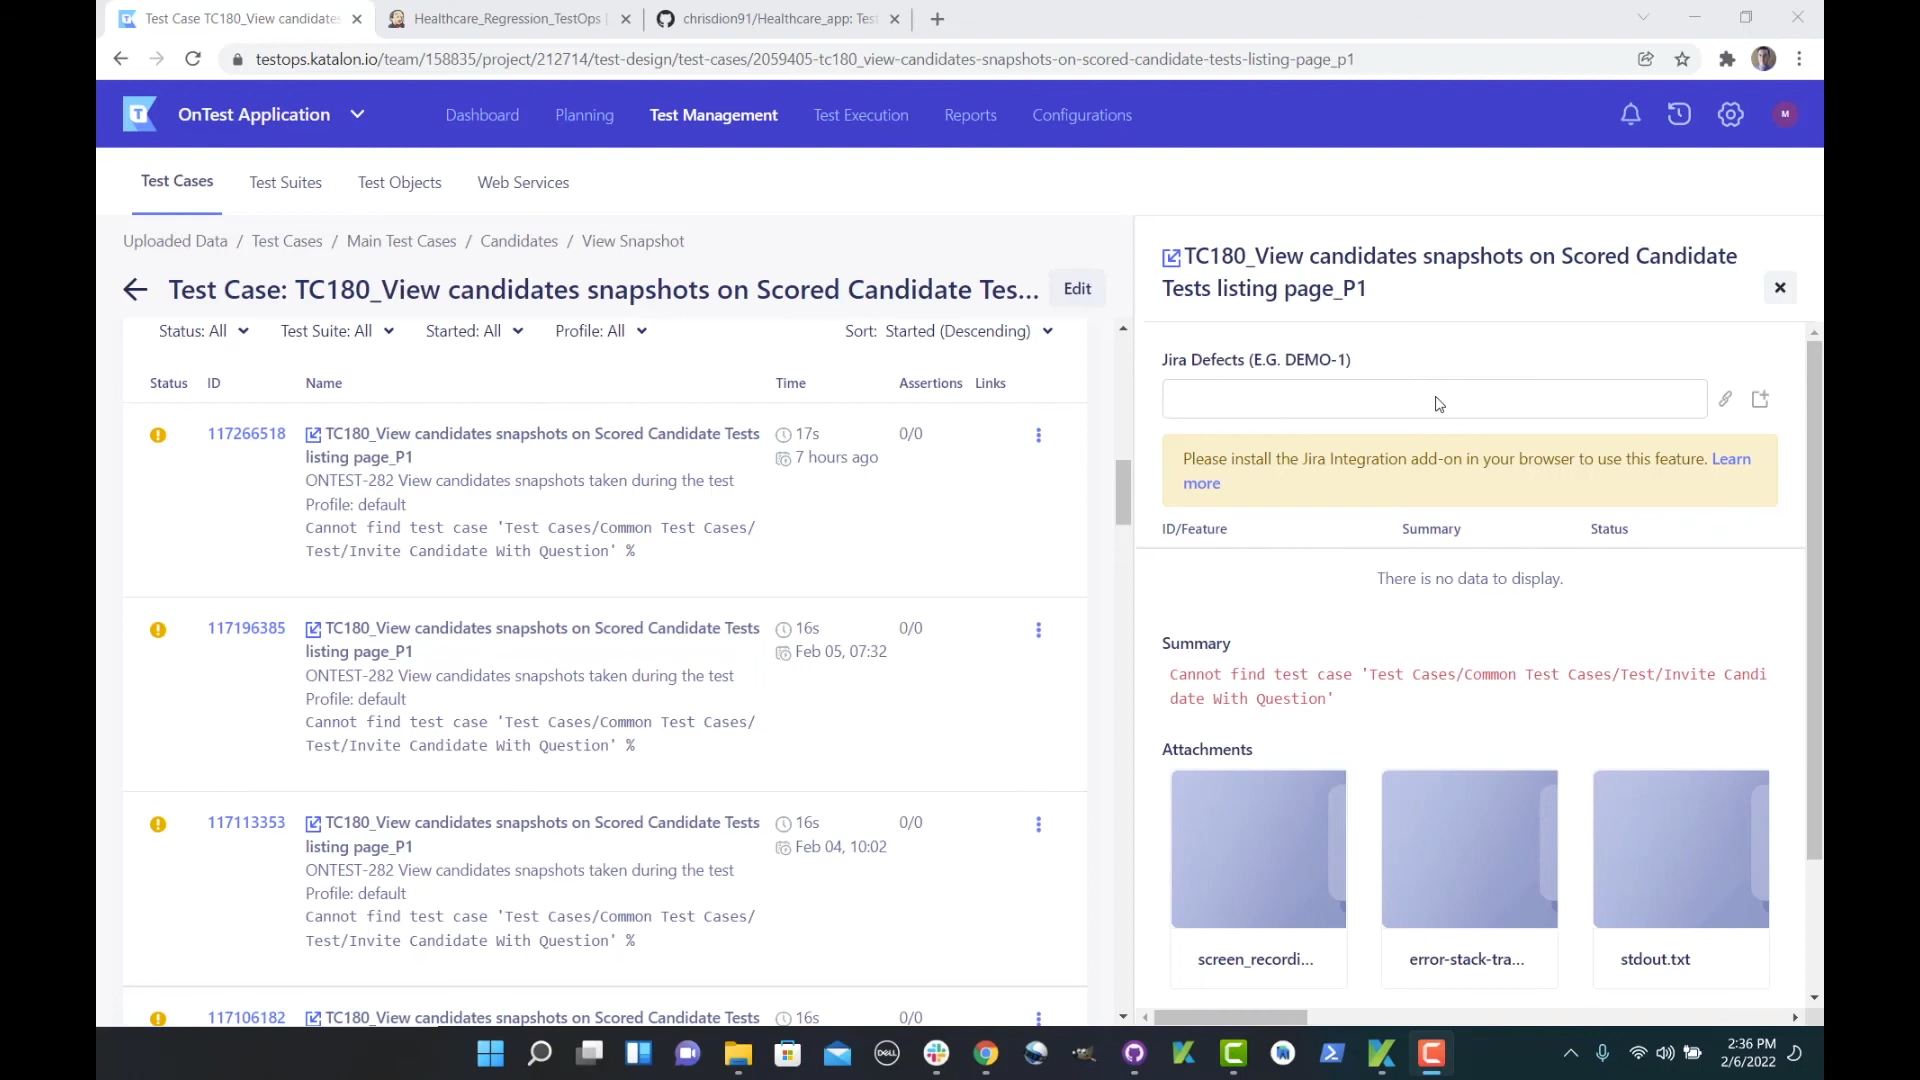 Test Case TC180_View candidates
Healthcare_Regression_TestOps
chrisdion91/Healthcare_app: Test
testops.katalon.io/team/158835/project/212714/test-design/test-cases/2059405-tc180_view-candidates-snapshots-on-scored-candidate-tests-listing-page_p1
OnTest Application
Dashboard
Planning
Test Management
Test Execution
Reports
Configurations
M
Test Cases
Test Suites
Test Objects
Web Services
Uploaded Data / Test Cases / Main Test Cases / Candidates / View Snapshot
Test Case: TC180_View candidates snapshots on Scored Candidate Tes...
Edit
Status: All
Test Suite: All
Started: All
Profile: All
Sort: Started (Descending)
Status ID Name Time Assertions Links
117266518 TC180_View candidates snapshots on Scored Candidate Tests 17s 0/0
listing page_P1 7 hours ago
ONTEST-282 View candidates snapshots taken during the test
Profile: default
Cannot find test case 'Test Cases/Common Test Cases/
Test/Invite Candidate With Question' %
117196385 TC180_View candidates snapshots on Scored Candidate Tests 16s 0/0
listing page_P1 Feb 05, 07:32
ONTEST-282 View candidates snapshots taken during the test
Profile: default
Cannot find test case 'Test Cases/Common Test Cases/
Test/Invite Candidate With Question' %
117113353 TC180_View candidates snapshots on Scored Candidate Tests 16s 0/0
listing page_P1 Feb 04, 10:02
ONTEST-282 View candidates snapshots taken during the test
Profile: default
Cannot find test case 'Test Cases/Common Test Cases/
Test/Invite Candidate With Question' %
117106182 TC180_View candidates snapshots on Scored Candidate Tests 16s 0/0
TC180_View candidates snapshots on Scored Candidate
Tests listing page_P1
Jira Defects (E.G. DEMO-1)
Please install the Jira Integration add-on in your browser to use this feature. Learn
more
ID/Feature Summary Status
There is no data to display.
Summary
Cannot find test case 'Test Cases/Common Test Cases/Test/Invite Candi
date With Question'
Attachments
screen_recordi...
error-stack-tra...
stdout.txt
DELL
2:36 PM
2/6/2022